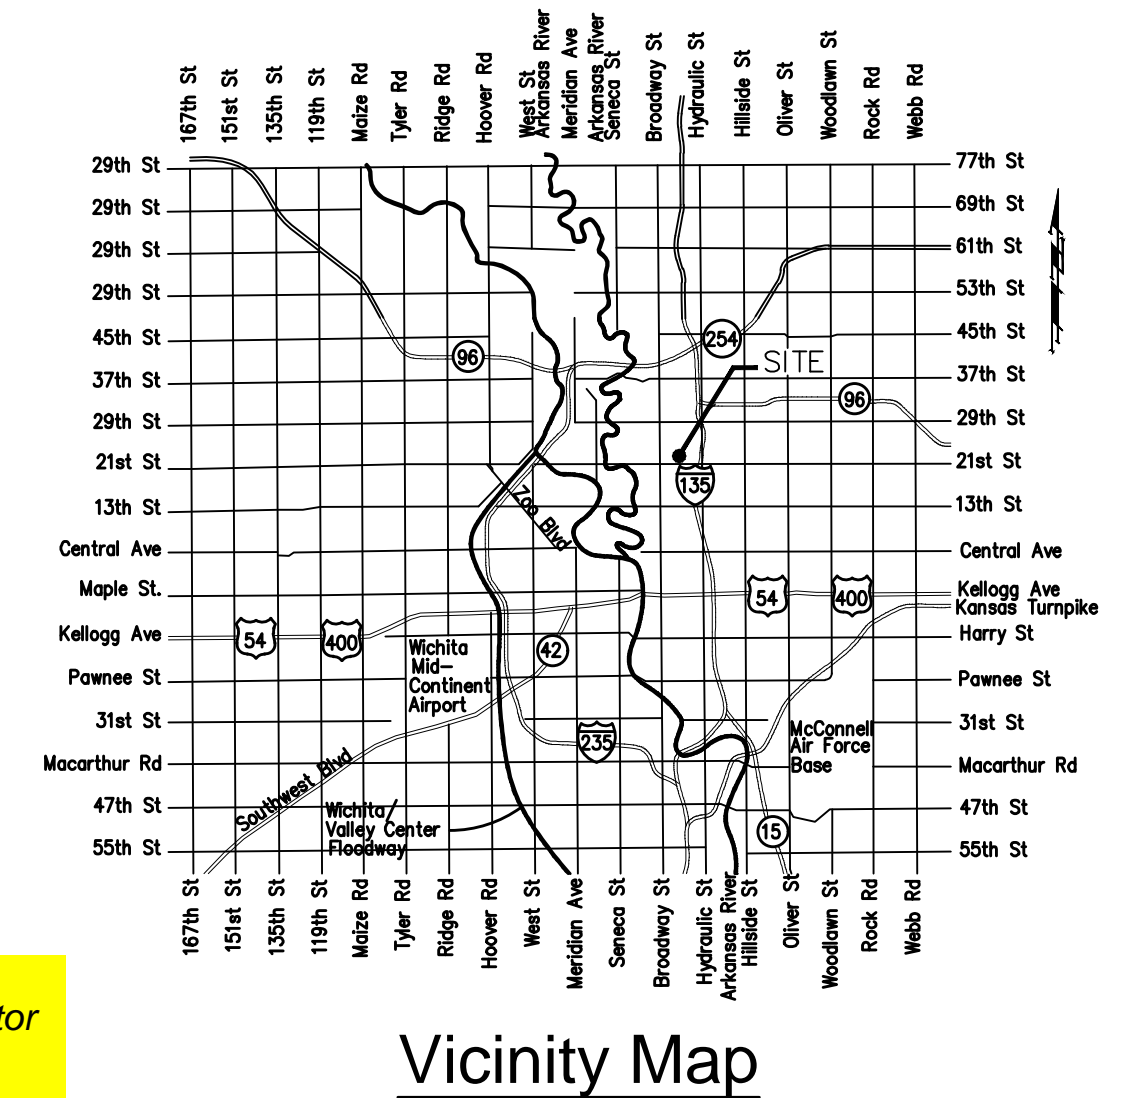 167th St
151st St
135th St
119th St
Maize Rd
Tyler Rd
Ridge Rd
Hoover Rd
West St
Arkansas River
Meridian Ave
Arkansas River
Seneca St
Broadway St
Hydraulic St
Hillside St
Oliver St
Woodlawn St
Rock Rd
Webb Rd
29th St
29th St
29th St
29th St
45th St
37th St
29th St
21st St
13th St
Central Ave
Maple St.
Kellogg Ave
Pawnee St
31st St
Macarthur Rd
47th St
55th St
77th St
69th St
61th St
53th St
45th St
37th St
29th St
21st St
13th St
Central Ave
Kellogg Ave
Kansas Turnpike
Harry St
Pawnee St
31st St
Macarthur Rd
47th St
55th St
96
254
SITE
96
135
Zoo Blvd
54
400
54
400
42
Wichita
Mid-
Continent
Airport
235
McConnell
Air Force
Base
Southwest Blvd
Wichita/
Valley Center
Floodway
15
167th St
151st St
135th St
119th St
Maize Rd
Tyler Rd
Ridge Rd
Hoover Rd
West St
Meridian Ave
Seneca St
Broadway St
Hydraulic St
Arkansas River
Hillside St
Oliver St
Woodlawn St
Rock Rd
Webb Rd
tor
Vicinity Map